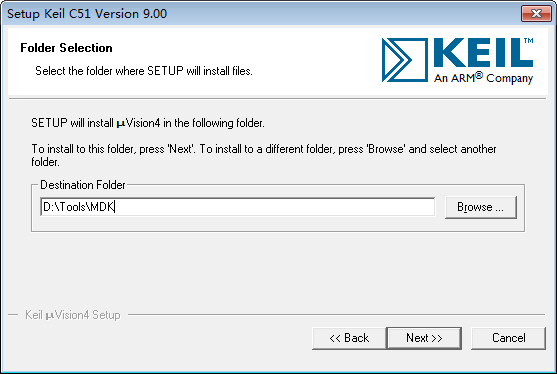 Setup Keil C51 Version 9.00
Folder Selection
Select the folder where SETUP will install files.
KEIL™
An ARM® Company
SETUP will install µVision4 in the following folder.
To install to this folder, press 'Next'. To install to a different folder, press 'Browse' and select another
folder.
Destination Folder
D:\Tools\MDK
Browse ...
Keil µVision4 Setup
<< Back
Next >>
Cancel